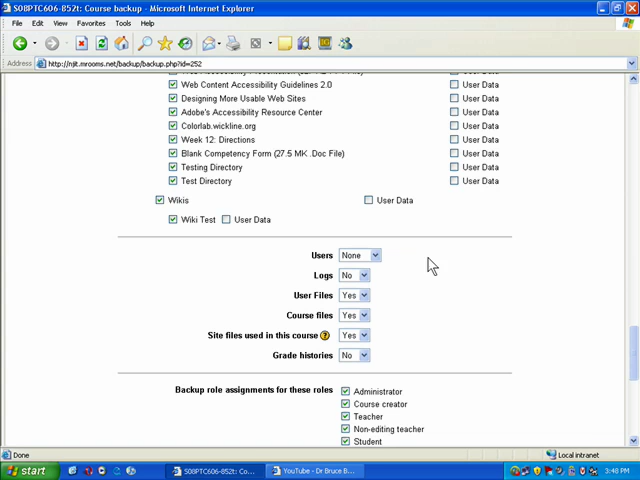 S08PTC606-852t: Course backup - Microsoft Internet Explorer
File Edit View Favorites Tools Help
Address http://njit.mrooms.net/backup/backup.php?id=252
Web Content Accessibility Guidelines 2.0 User Data
Designing More Usable Web Sites User Data
Adobe's Accessibility Resource Center User Data
Colorlab.wickline.org User Data
Week 12: Directions User Data
Blank Competency Form (27.5 MK .Doc File) User Data
Testing Directory User Data
Test Directory User Data
Wikis User Data
Wiki Test User Data
Users None
Logs No
User Files Yes
Course files Yes
Site files used in this course ? Yes
Grade histories No
Backup role assignments for these roles Administrator
Course creator
Teacher
Non-editing teacher
Student
Done Local intranet
start S08PTC606-852t: Co... YouTube - Dr Bruce B... 3:48 PM